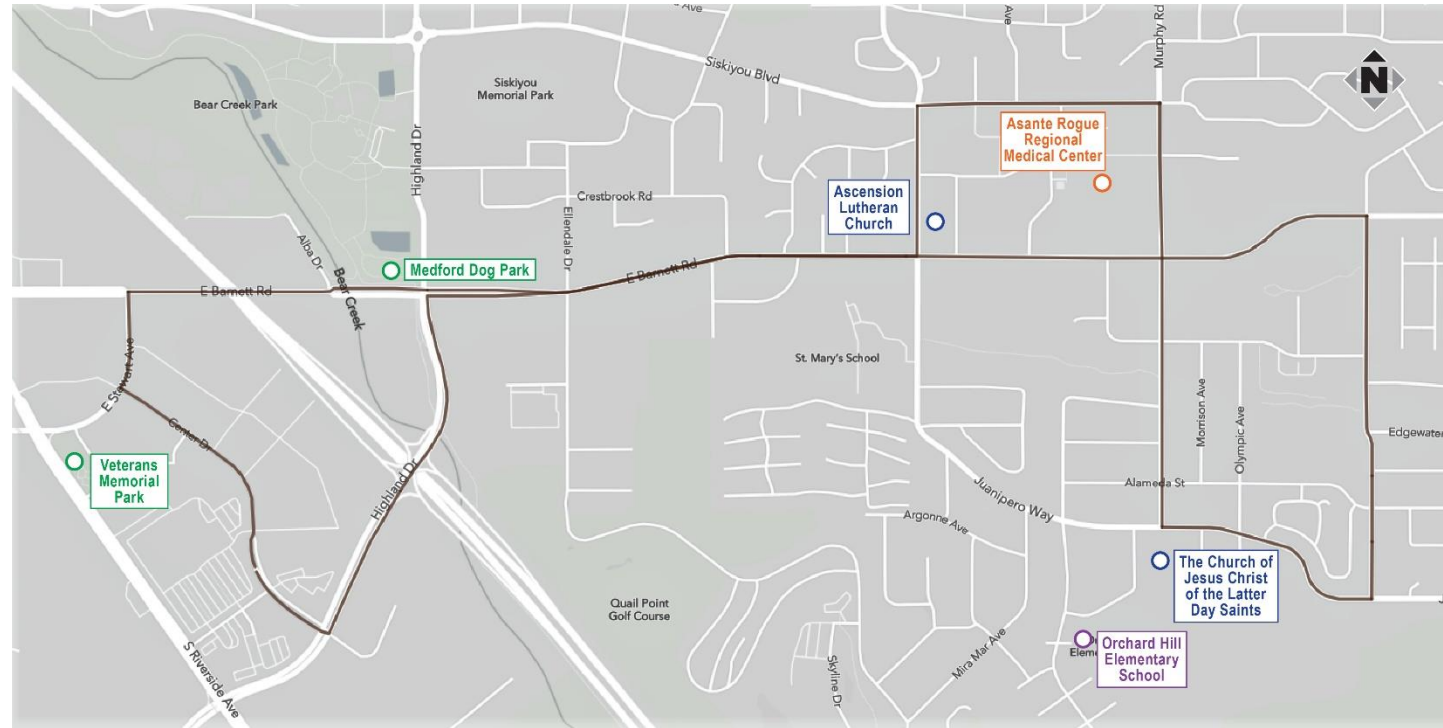 Ave
Ave
Murphy Rd
Siskiyou Blvd
N
Siskiyou
Memorial Park
Bear Creek Park
Highland Dr
Asante Rogue
Regional
Medical Center
Crestbrook Rd
Ascension
Lutheran
Church
Ellendale Dr
Alba Dr
Bear Creek
Medford Dog Park
E Barnett Rd
E Barnett Rd
St. Mary's School
E Stewart Ave
Center Dr
Morrison Ave
Olympic Ave
Edgewater
Veterans
Memorial
Park
Highland Dr
Alameda St
Juanipero Way
Argonne Ave
The Church of
Jesus Christ
of the Latter
Day Saints
Quail Point
Golf Course
S Riverside Ave
Skyline Dr
Mira Mar Ave
Elem
Orchard Hill
Elementary
School